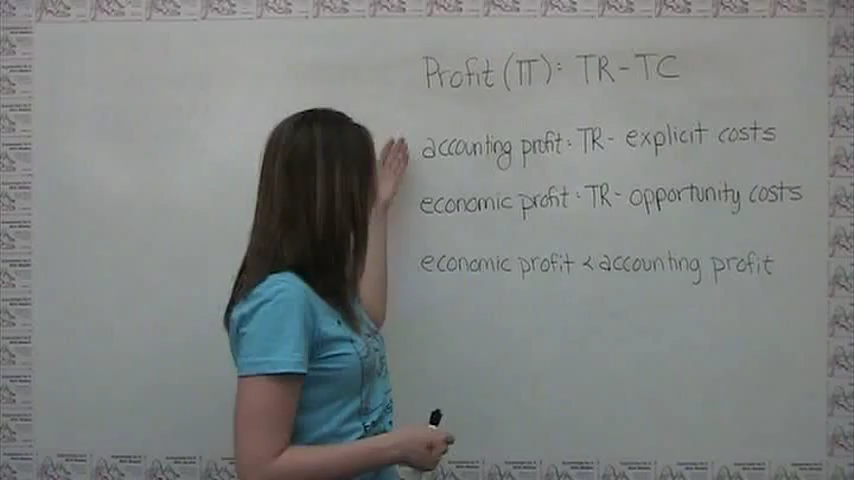 Profit (π): TR - TC
accounting profit: TR - explicit costs
economic profit: TR - opportunity costs
economic profit < accounting profit